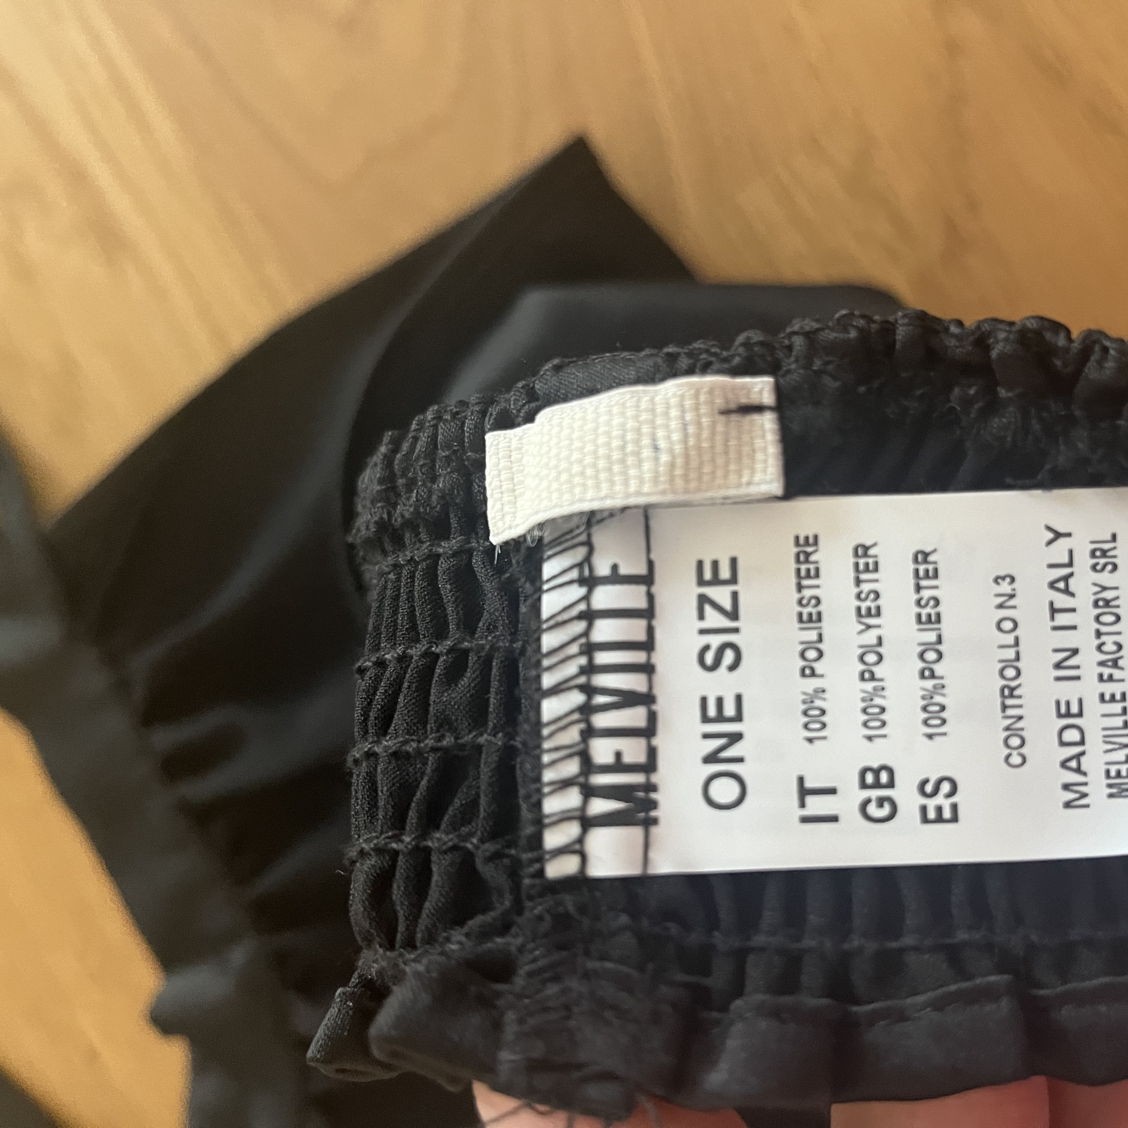 MELVILLE
ONE SIZE
IT 100% POLIESTERE
GB 100%POLYESTER
ES 100%POLIESTER
CONTROLLO N.3
MADE IN ITALY
MELVILLE FACTORY SRL